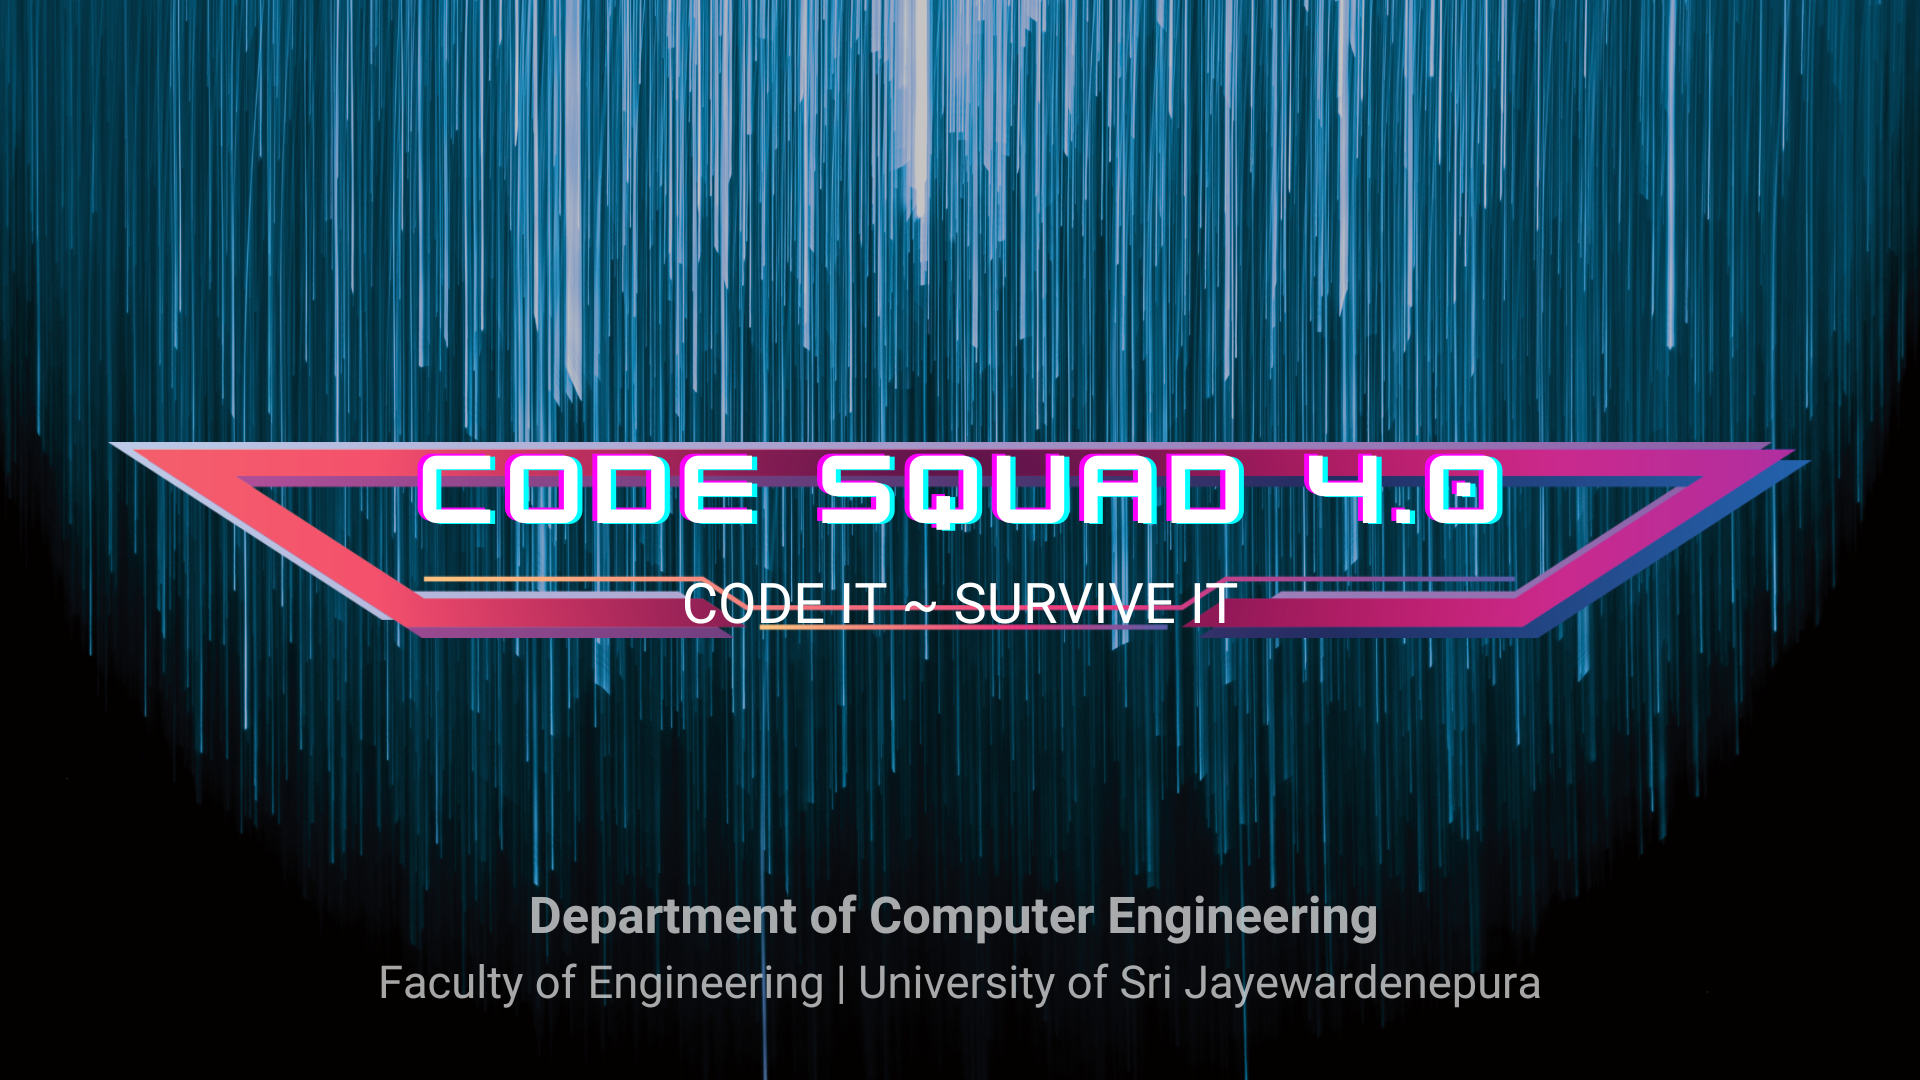 CODE SQUAD 4.0
CODE IT ~ SURVIVE IT
Department of Computer Engineering
Faculty of Engineering | University of Sri Jayewardenepura